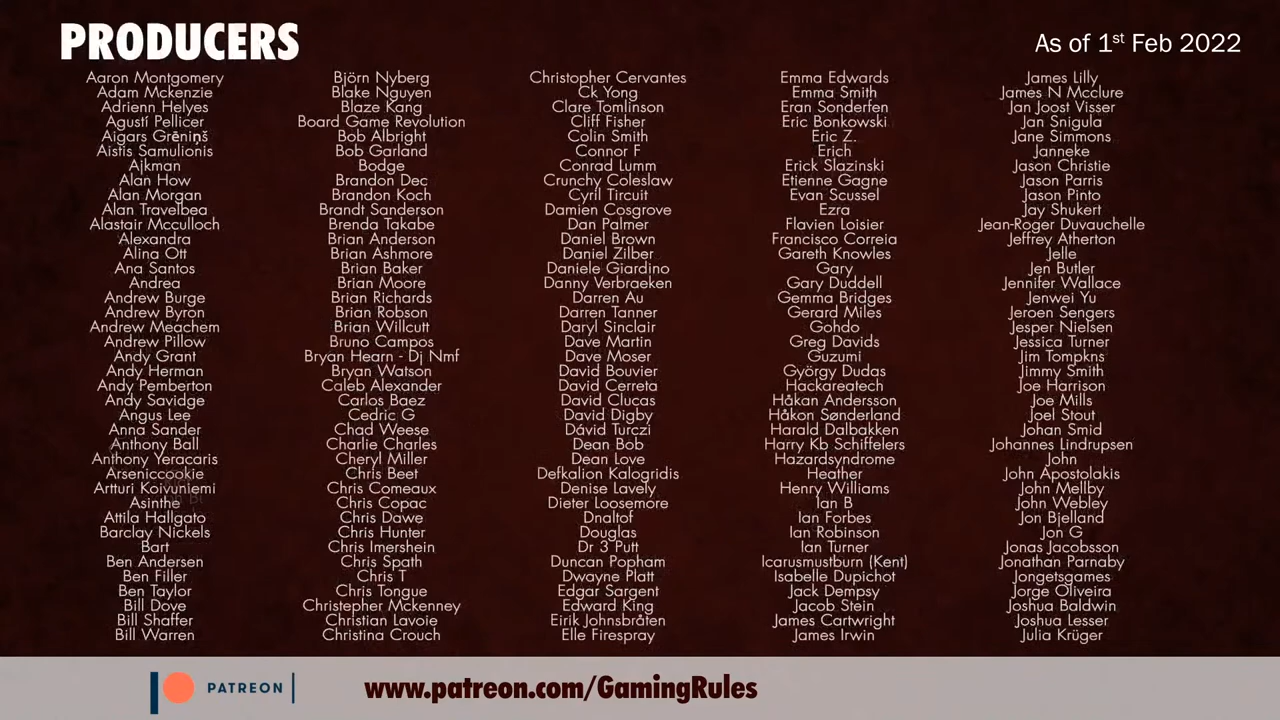 PRODUCERS
As of 1st Feb 2022
Aaron Montgomery
Adam Mckenzie
Adrienn Helyes
Agustí Pellicer
Aigars Grēniņš
Aistis Samulionis
Ajkman
Alan How
Alan Morgan
Alan Travelbea
Alastair Mcculloch
Alexandra
Alina Ott
Ana Santos
Andrea
Andrew Burge
Andrew Byron
Andrew Meachem
Andrew Pillow
Andy Grant
Andy Herman
Andy Pemberton
Andy Savidge
Angus Lee
Anna Sander
Anthony Ball
Anthony Yeracaris
Arseniccookie
Artturi Koivuniemi
Asinthe
Attila Hallgato
Barclay Nickels
Bart
Ben Andersen
Ben Filler
Ben Taylor
Bill Dove
Bill Shaffer
Bill Warren
Björn Nyberg
Blake Nguyen
Blaze Kang
Board Game Revolution
Bob Albright
Bob Garland
Bodge
Brandon Dec
Brandon Koch
Brandt Sanderson
Brenda Takabe
Brian Anderson
Brian Ashmore
Brian Baker
Brian Moore
Brian Richards
Brian Robson
Brian Willcutt
Bruno Campos
Bryan Hearn - Dj Nmf
Bryan Watson
Caleb Alexander
Carlos Baez
Cedric G
Chad Weese
Charlie Charles
Cheryl Miller
Chris Beet
Chris Comeaux
Chris Copac
Chris Dawe
Chris Hunter
Chris Imershein
Chris Spath
Chris T
Chris Tongue
Christepher Mckenney
Christian Lavoie
Christina Crouch
Christopher Cervantes
Ck Yong
Clare Tomlinson
Cliff Fisher
Colin Smith
Connor F
Conrad Lumm
Crunchy Coleslaw
Cyril Tircuit
Damien Cosgrove
Dan Palmer
Daniel Brown
Daniel Zilber
Daniele Giardino
Danny Verbraeken
Darren Au
Darren Tanner
Daryl Sinclair
Dave Martin
Dave Moser
David Bouvier
David Cerreta
David Clucas
David Digby
Dávid Turczi
Dean Bob
Dean Love
Defkalion Kalogridis
Denise Lavely
Dieter Loosemore
Dnaltof
Douglas
Dr 3 Putt
Duncan Popham
Dwayne Platt
Edgar Sargent
Edward King
Eirik Johnsbråten
Elle Firespray
Emma Edwards
Emma Smith
Eran Sonderfen
Eric Bonkowski
Eric Z.
Erich
Erick Slazinski
Etienne Gagne
Evan Scussel
Ezra
Flavien Loisier
Francisco Correia
Gareth Knowles
Gary
Gary Duddell
Gemma Bridges
Gerard Miles
Gohdo
Greg Davids
Guzumi
György Dudas
Hackareatech
Håkan Andersson
Håkon Sønderland
Harald Dalbakken
Harry Kb Schiffelers
Hazardsyndrome
Heather
Henry Williams
Ian B
Ian Forbes
Ian Robinson
Ian Turner
Icarusmustburn (Kent)
Isabelle Dupichot
Jack Dempsy
Jacob Stein
James Cartwright
James Irwin
James Lilly
James N Mcclure
Jan Joost Visser
Jan Snigula
Jane Simmons
Janneke
Jason Christie
Jason Parris
Jason Pinto
Jay Shukert
Jean-Roger Duvauchelle
Jeffrey Atherton
Jelle
Jen Butler
Jennifer Wallace
Jenwei Yu
Jeroen Sengers
Jesper Nielsen
Jessica Turner
Jim Tompkns
Jimmy Smith
Joe Harrison
Joe Mills
Joel Stout
Johan Smid
Johannes Lindrupsen
John
John Apostolakis
John Mellby
John Webley
Jon Bjelland
Jon G
Jonas Jacobsson
Jonathan Parnaby
Jongetsgames
Jorge Oliveira
Joshua Baldwin
Joshua Lesser
Julia Krüger
PATREON
www.patreon.com/GamingRules